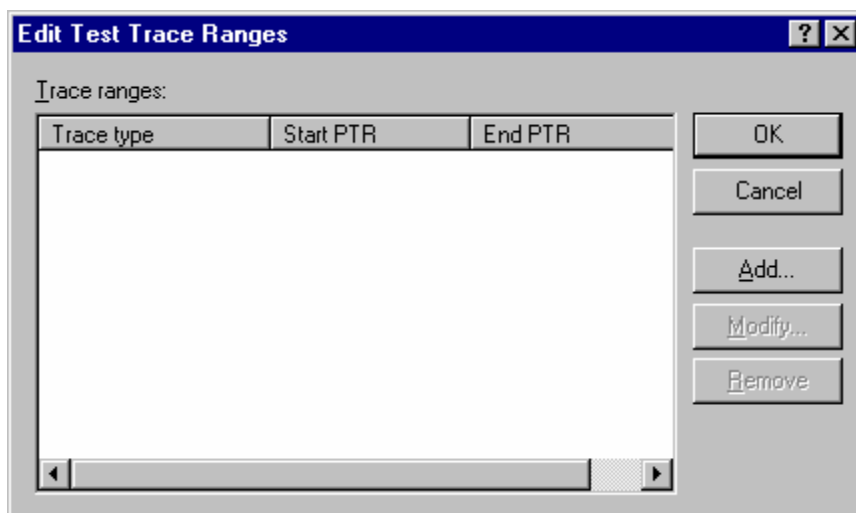 Edit Test Trace Ranges
Trace ranges:
Trace type Start PTR End PTR
OK
Cancel
Add...
Modify...
Remove